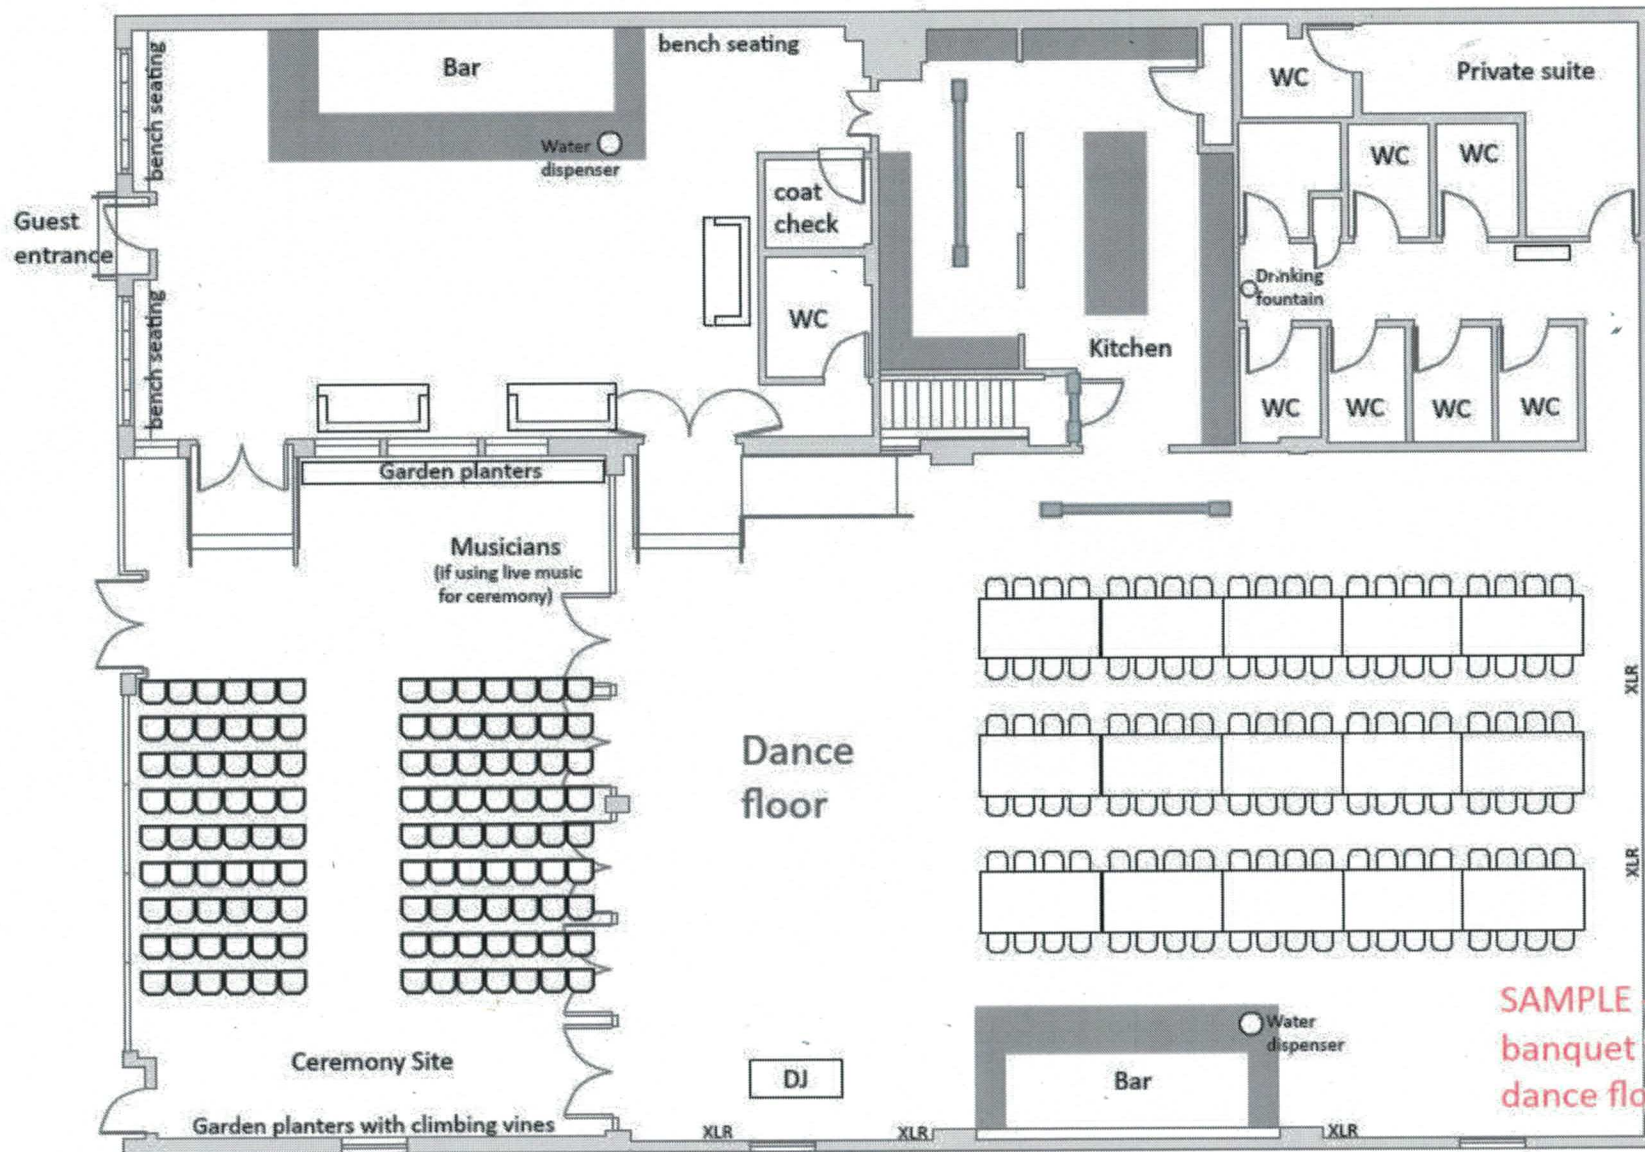 bench seating
Bar
bench seating
WC
Private suite
Water
dispenser
WC
WC
coat
check
Guest
entrance
Drinking
fountain
bench seating
WC
Kitchen
WC
WC
WC
WC
Garden planters
Musicians
(if using live music
for ceremony)
XLR
Dance
floor
XLR
SAMPLE
banquet
dance flo
Water
dispenser
Ceremony Site
DJ
Bar
Garden planters with climbing vines
XLR
XLR
XLR